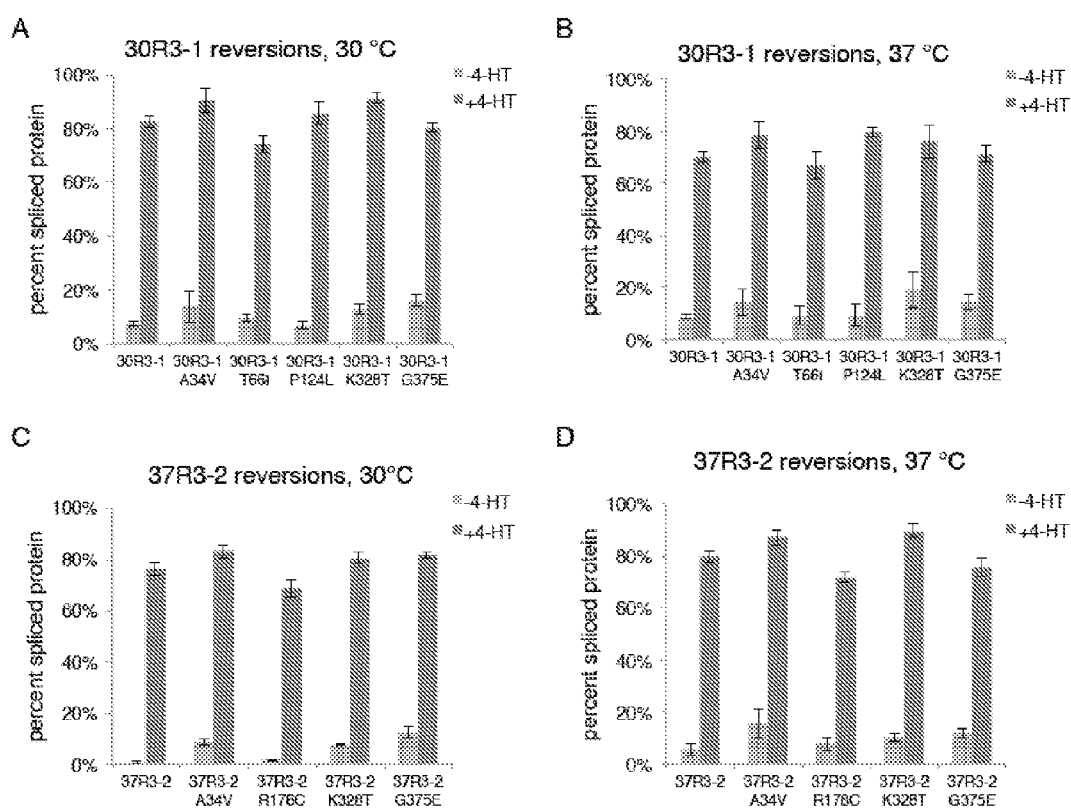 A
30R3-1 reversions, 30 °C
-4-HT
+4-HT
percent spliced protein
100%
80%
60%
40%
20%
0%
30R3-1 30R3-1 30R3-1 30R3-1 30R3-1 30R3-1
A34V T66I P124L K328T G375E
B
30R3-1 reversions, 37 °C
-4-HT
+4-HT
percent spliced protein
100%
80%
60%
40%
20%
0%
30R3-1 30R3-1 30R3-1 30R3-1 30R3-1 30R3-1
A34V T66I P124L K328T G375E
C
37R3-2 reversions, 30°C
-4-HT
+4-HT
percent spliced protein
100%
80%
60%
40%
20%
0%
37R3-2 37R3-2 37R3-2 37R3-2 37R3-2
A34V R176C K328T G375E
D
37R3-2 reversions, 37 °C
-4-HT
+4-HT
percent spliced protein
100%
80%
60%
40%
20%
0%
37R3-2 37R3-2 37R3-2 37R3-2 37R3-2
A34V R176C K328T G375E